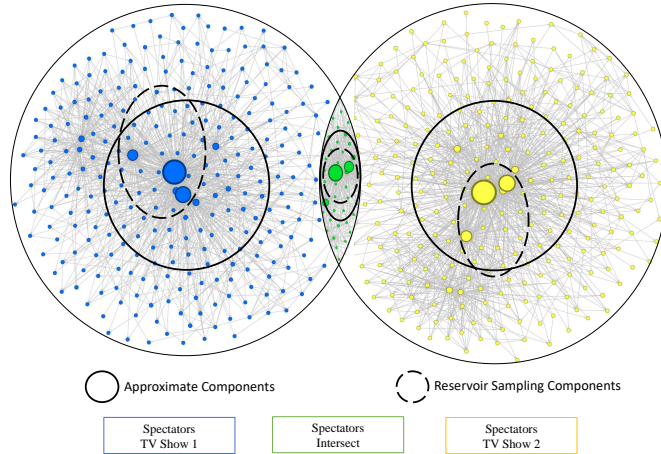 Approximate Components
Reservoir Sampling Components
Spectators
TV Show 1
Spectators
Intersect
Spectators
TV Show 2